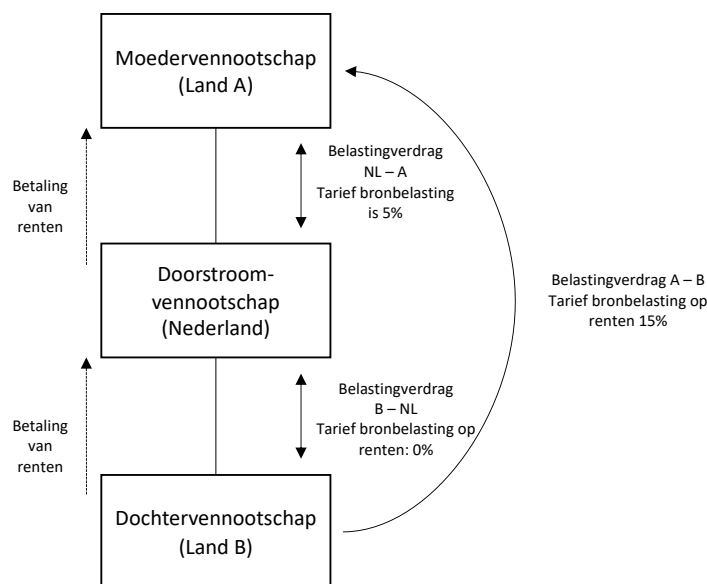 Moedervennootschap
(Land A)
Betaling
van
renten
Belastingverdrag
NL – A
Tarief bronbelasting
is 5%
Doorstroom-
vennootschap
(Nederland)
Belastingverdrag A – B
Tarief bronbelasting op
renten 15%
Betaling
van
renten
Belastingverdrag
B – NL
Tarief bronbelasting op
renten: 0%
Dochtervennootschap
(Land B)